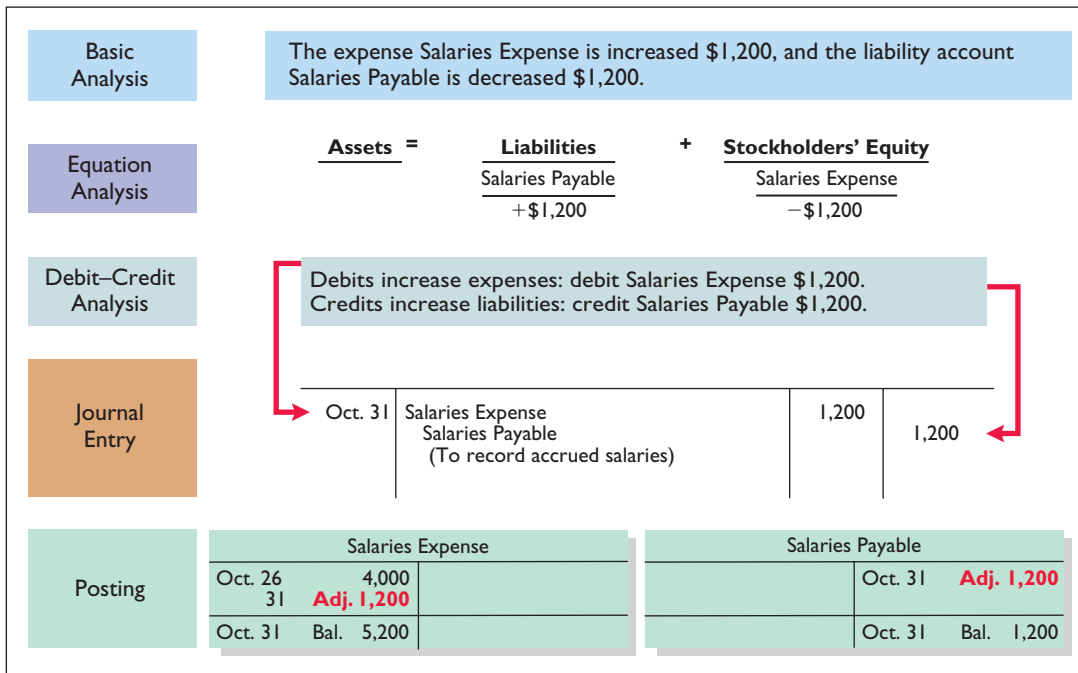 Basic
Analysis
The expense Salaries Expense is increased $1,200, and the liability account
Salaries Payable is decreased $1,200.
Equation
Analysis
Assets = Liabilities + Stockholders' Equity
Salaries Payable Salaries Expense
+$1,200 −$1,200
Debit–Credit
Analysis
Debits increase expenses: debit Salaries Expense $1,200.
Credits increase liabilities: credit Salaries Payable $1,200.
Journal
Entry
Oct. 31 Salaries Expense 1,200
Salaries Payable 1,200
(To record accrued salaries)
Posting
Salaries Expense
Oct. 26 4,000
31 Adj. 1,200
Oct. 31 Bal. 5,200
Salaries Payable
Oct. 31 Adj. 1,200
Oct. 31 Bal. 1,200